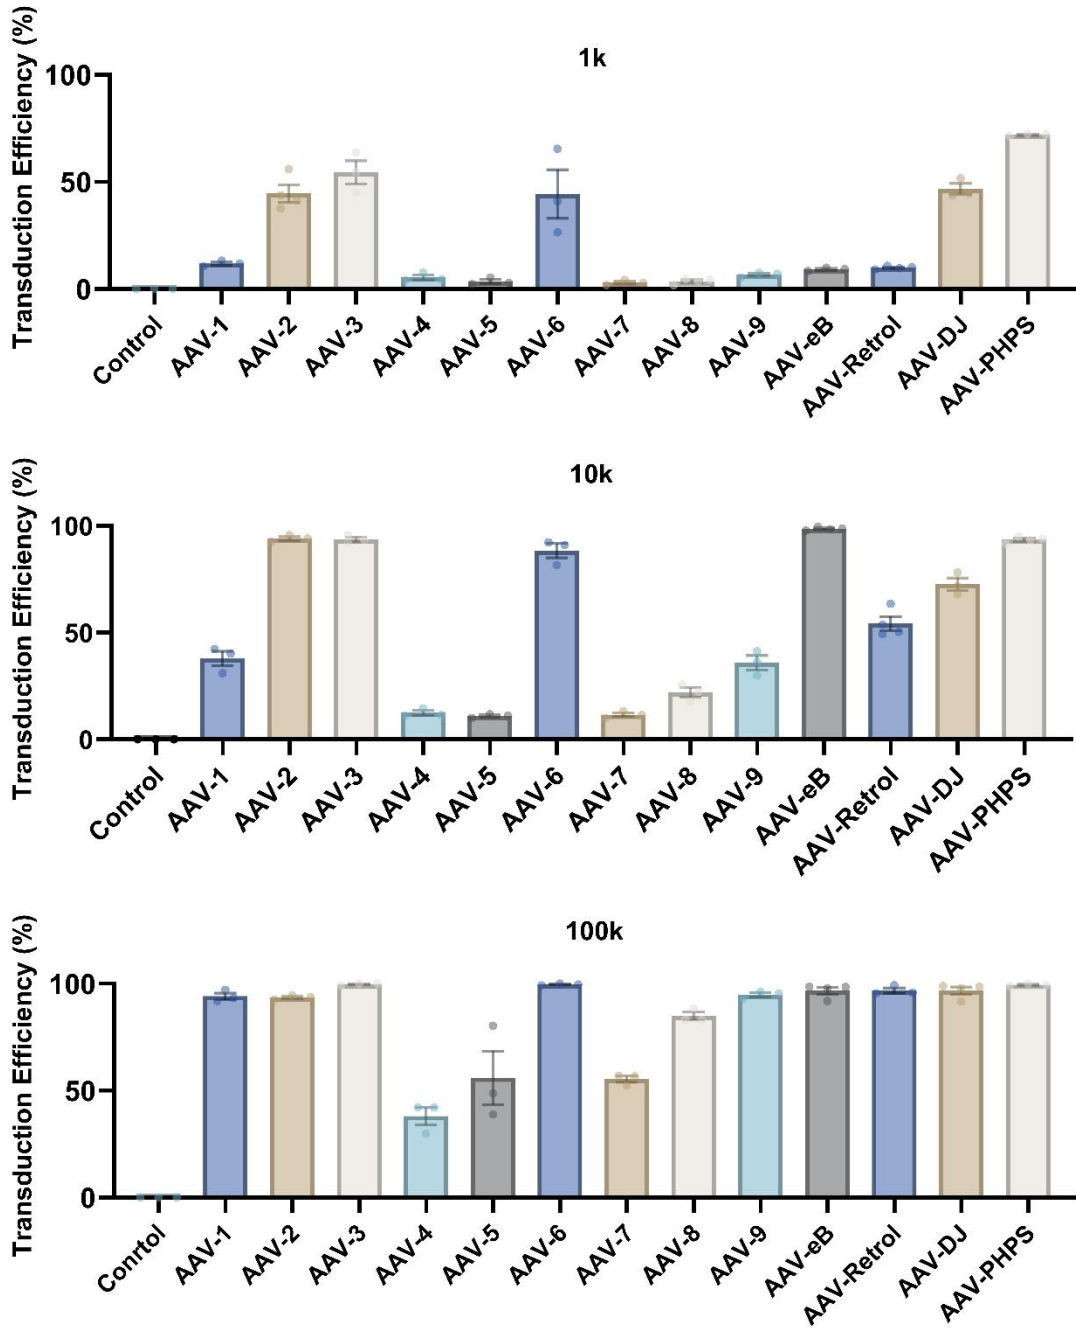 1k
Transduction Efficiency (%)
100
50
0
Control
AAV-1
AAV-2
AAV-3
AAV-4
AAV-5
AAV-6
AAV-7
AAV-8
AAV-9
AAV-eB
AAV-Retrol
AAV-DJ
AAV-PHPS
10k
Transduction Efficiency (%)
100
50
0
Control
AAV-1
AAV-2
AAV-3
AAV-4
AAV-5
AAV-6
AAV-7
AAV-8
AAV-9
AAV-eB
AAV-Retrol
AAV-DJ
AAV-PHPS
100k
Transduction Efficiency (%)
100
50
0
Conrtol
AAV-1
AAV-2
AAV-3
AAV-4
AAV-5
AAV-6
AAV-7
AAV-8
AAV-9
AAV-eB
AAV-Retrol
AAV-DJ
AAV-PHPS